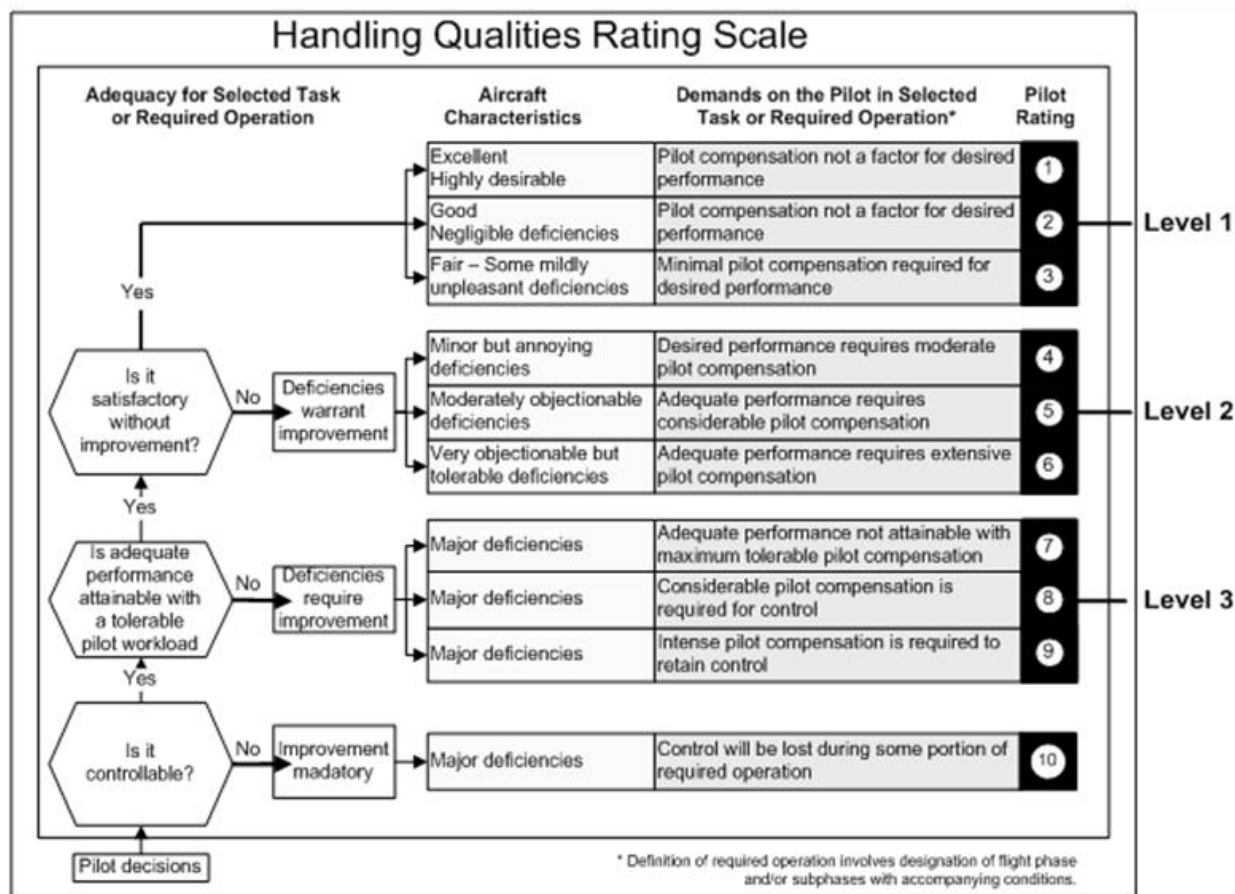 Handling Qualities Rating Scale
Adequacy for Selected Task
or Required Operation
Aircraft
Characteristics
Demands on the Pilot in Selected
Task or Required Operation*
Pilot
Rating
Excellent
Highly desirable
Pilot compensation not a factor for desired
performance
1
Good
Negligible deficiencies
Pilot compensation not a factor for desired
performance
2
Level 1
Fair – Some mildly
unpleasant deficiencies
Minimal pilot compensation required for
desired performance
3
Yes
Is it
satisfactory
without
improvement?
No
Deficiencies
warrant
improvement
Minor but annoying
deficiencies
Desired performance requires moderate
pilot compensation
4
Moderately objectionable
deficiencies
Adequate performance requires
considerable pilot compensation
5
Level 2
Very objectionable but
tolerable deficiencies
Adequate performance requires extensive
pilot compensation
6
Yes
Is adequate
performance
attainable with
a tolerable
pilot workload
No
Deficiencies
require
improvement
Major deficiencies
Adequate performance not attainable with
maximum tolerable pilot compensation
7
Major deficiencies
Considerable pilot compensation is
required for control
8
Level 3
Major deficiencies
Intense pilot compensation is required to
retain control
9
Yes
Is it
controllable?
No
Improvement
madatory
Major deficiencies
Control will be lost during some portion of
required operation
10
Pilot decisions
* Definition of required operation involves designation of flight phase
and/or subphases with accompanying conditions.